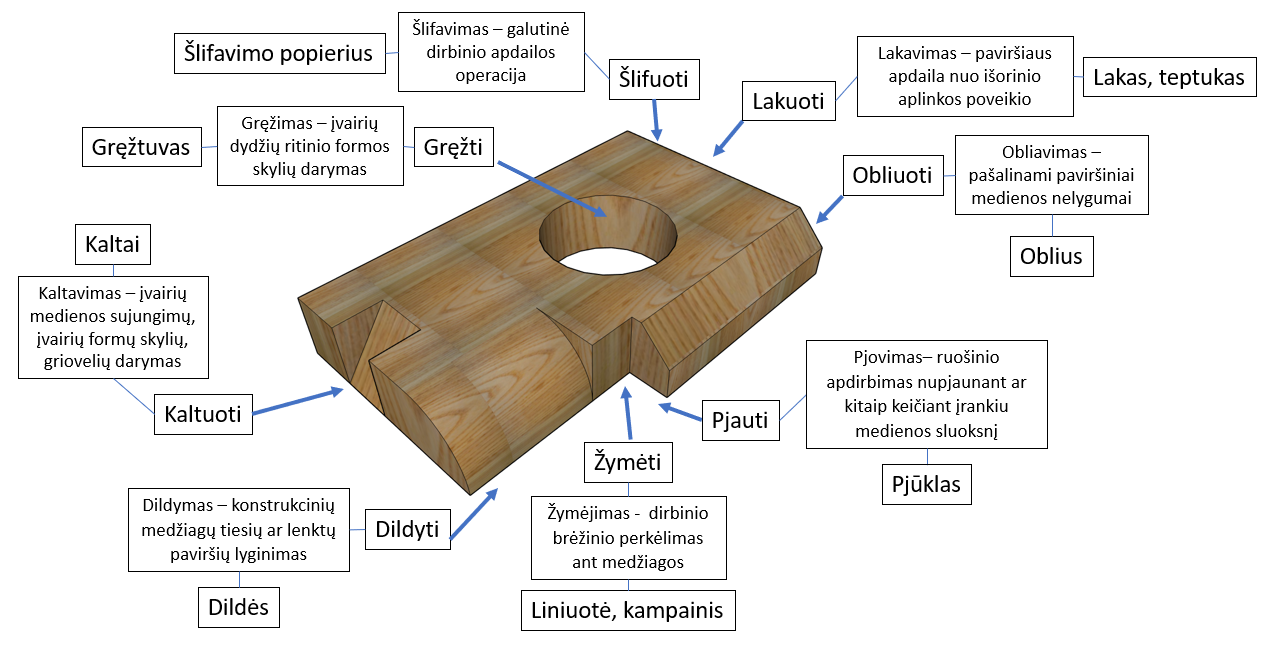 Šlifavimo popierius
Šlifavimas – galutinė
dirbinio apdailos
operacija
Šlifuoti
Lakuoti
Lakavimas – paviršiaus
apdaila nuo išorinio
aplinkos poveikio
Lakas, teptukas
Gręžtuvas
Gręžimas – įvairių
dydžių ritinio formos
skylių darymas
Gręžti
Obliuoti
Obliavimas –
pašalinami paviršiniai
medienos nelygumai
Oblius
Kaltai
Kaltavimas – įvairių
medienos sujungimų,
įvairių formų skylių,
griovelių darymas
Kaltuoti
Pjauti
Pjovimas– ruošinio
apdirbimas nupjaunant ar
kitaip keičiant įrankiu
medienos sluoksnį
Pjūklas
Žymėti
Žymėjimas -  dirbinio
brėžinio perkėlimas
ant medžiagos
Liniuotė, kampainis
Dildymas – konstrukcinių
medžiagų tiesių ar lenktų
paviršių lyginimas
Dildyti
Dildės